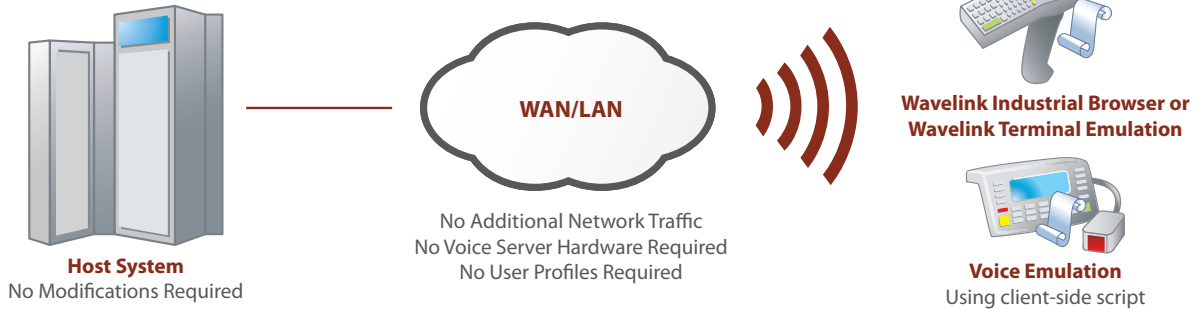 Host System
No Modifications Required
WAN/LAN
No Additional Network Traffic
No Voice Server Hardware Required
No User Profiles Required
Wavelink Industrial Browser or
Wavelink Terminal Emulation
Voice Emulation
Using client-side script